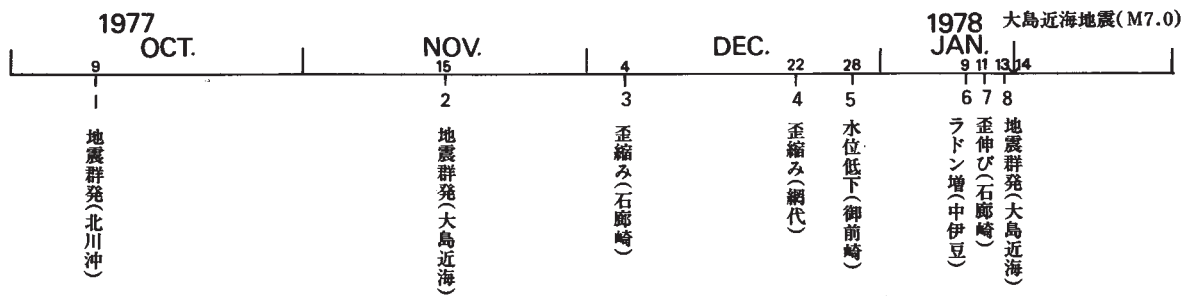 1977
1978 大島近海地震(M7.0)
OCT. NOV. DEC. JAN.
9 15 4 22 28 9 11 13 14
1 2 3 4 5 6 7 8
地震群発(北川沖)
地震群発(大島近海)
歪縮み(石廊崎)
歪縮み(網代)
水位低下(御前崎)
ラドン増(中伊豆)
歪伸び(石廊崎)
地震群発(大島近海)